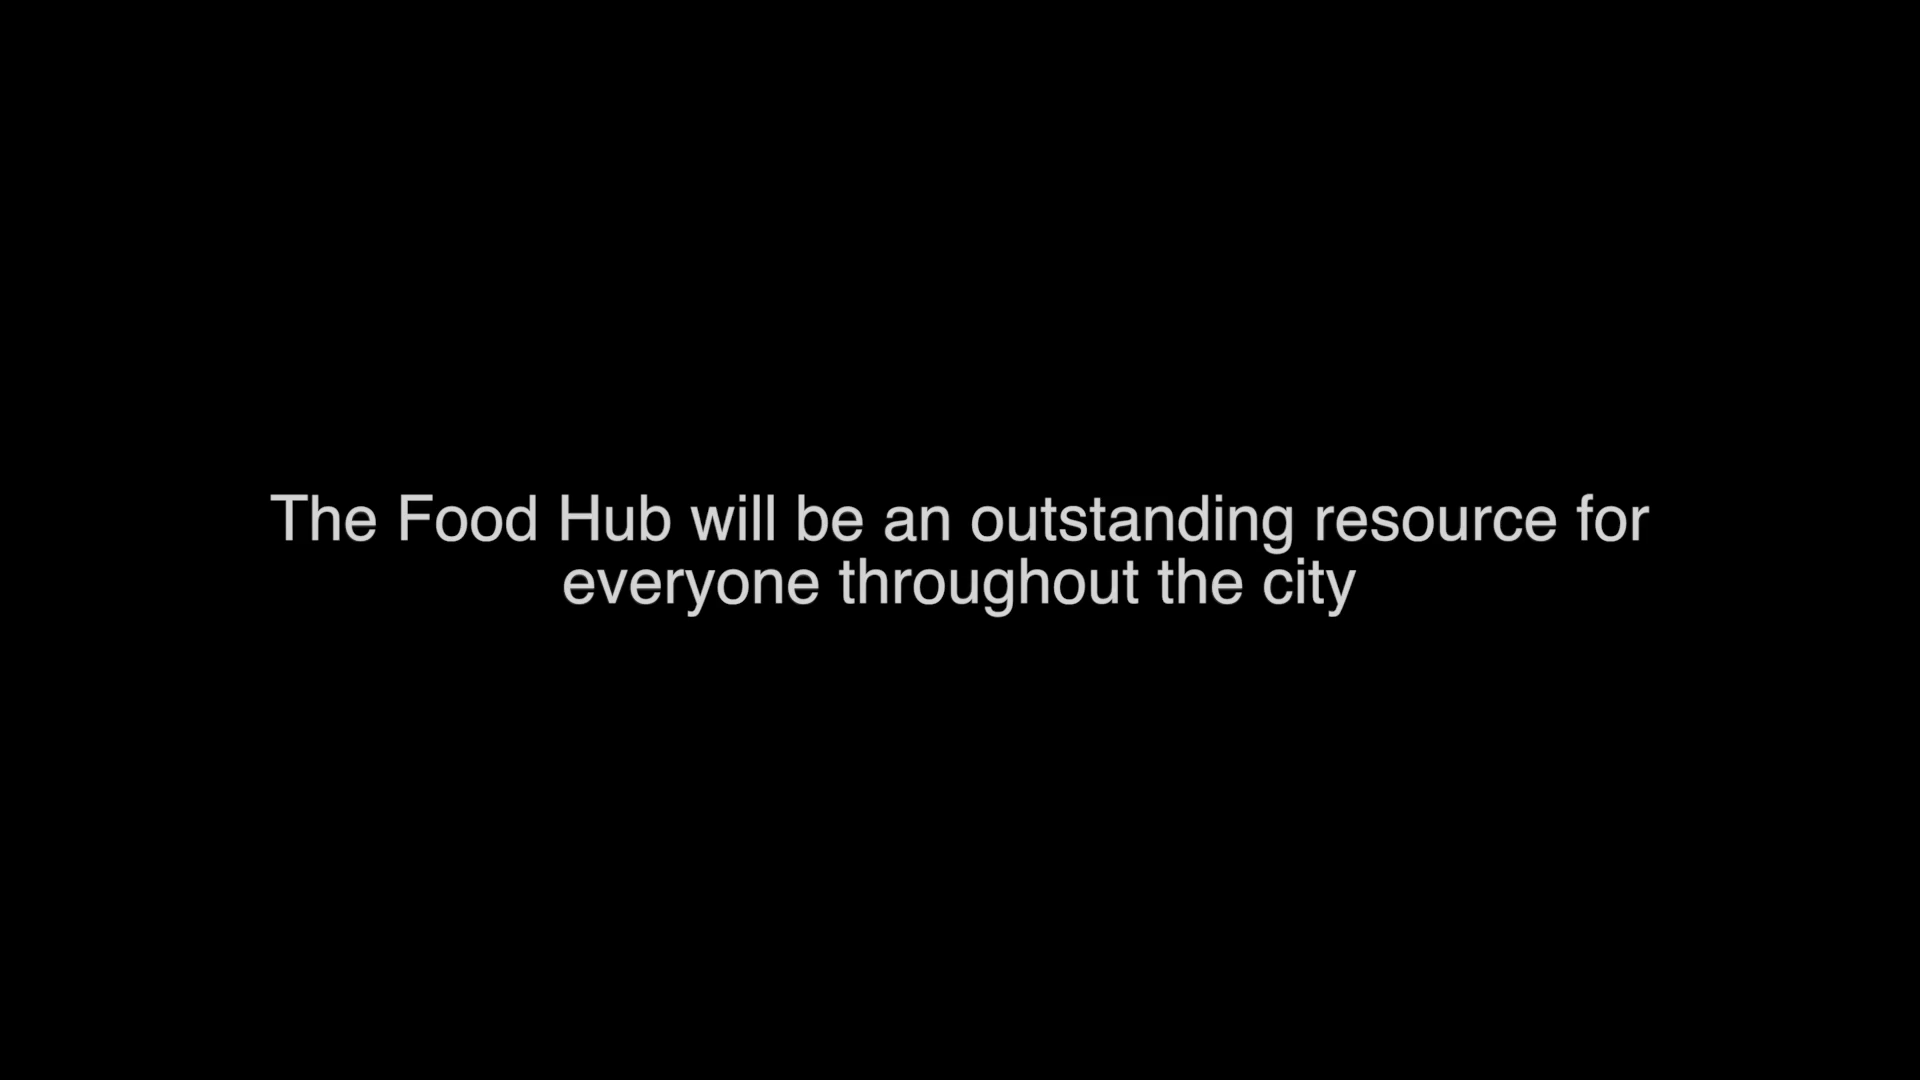 The Food Hub will be an outstanding resource for
everyone throughout the city